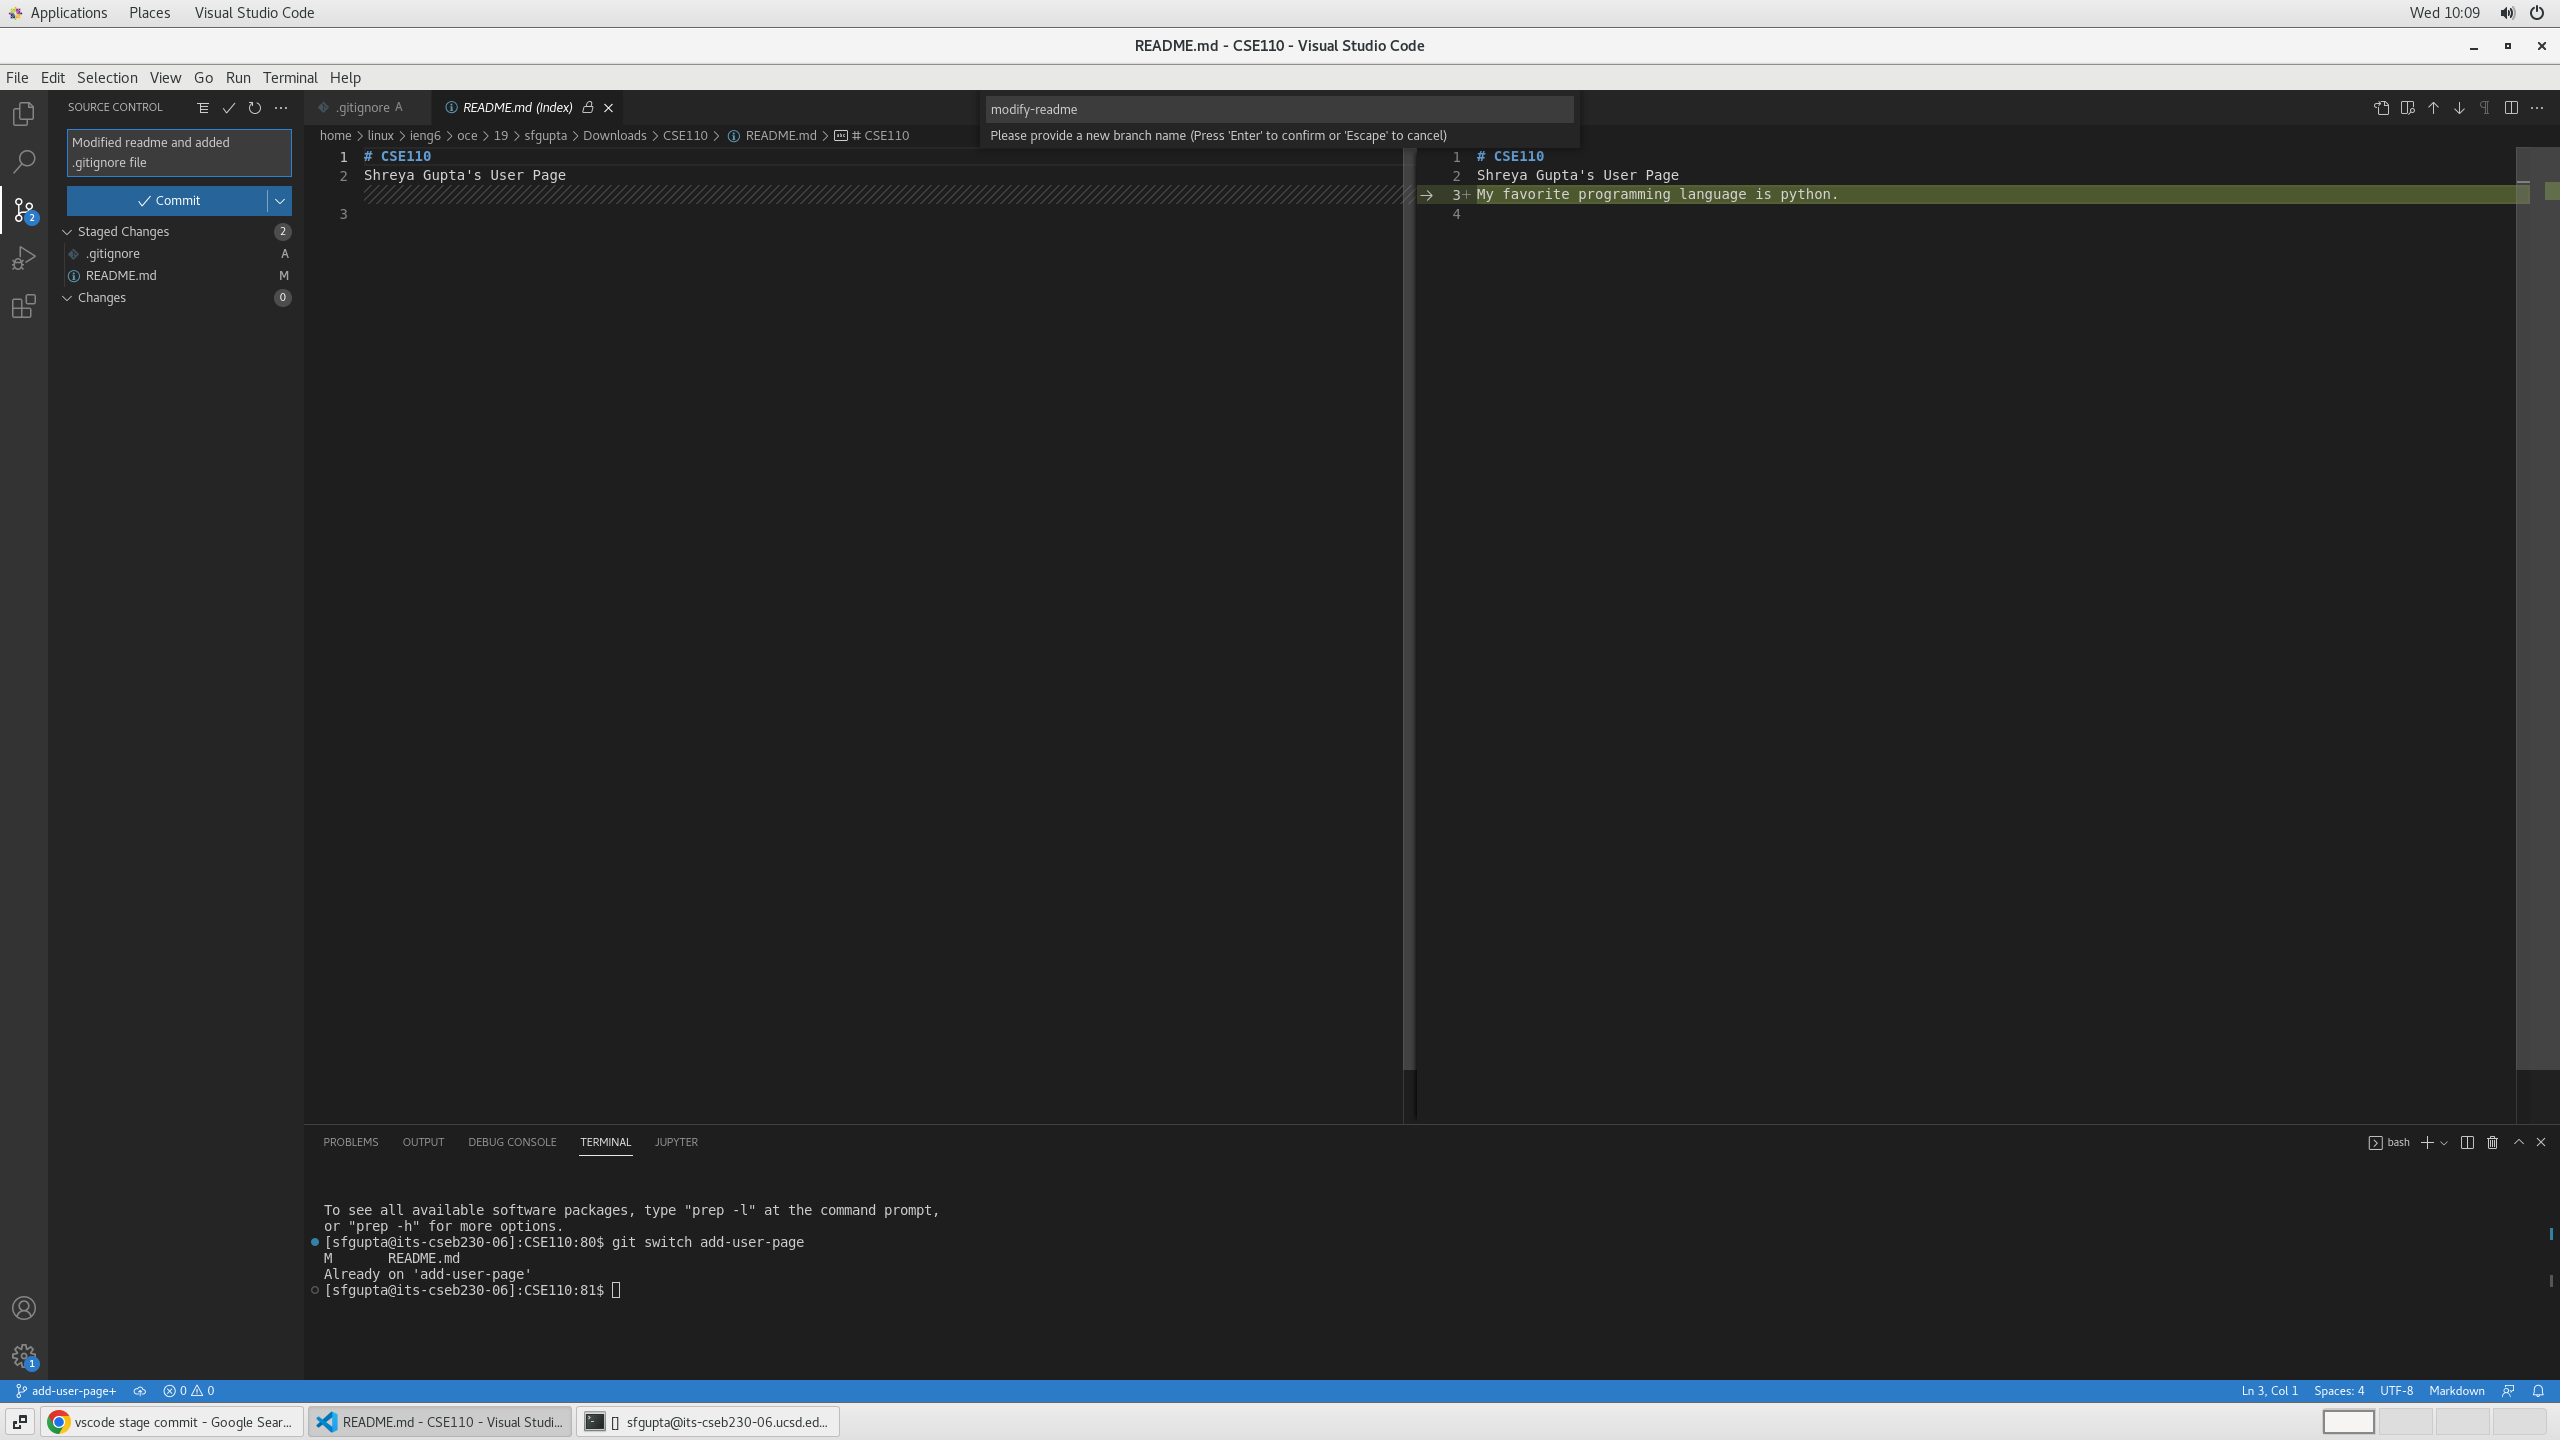 Applications Places Visual Studio Code Wed 10:09
README.md - CSE110 - Visual Studio Code
File Edit Selection View Go Run Terminal Help
SOURCE CONTROL
.gitignore A
README.md (Index)
modify-readme
Please provide a new branch name (Press 'Enter' to confirm or 'Escape' to cancel)
home > linux > ieng6 > oce > 19 > sfgupta > Downloads > CSE110 > README.md > # CSE110
Modified readme and added
.gitignore file
Commit
Staged Changes 2
.gitignore A
README.md M
Changes 0
2
1 # CSE110
2 Shreya Gupta's User Page
3
1 # CSE110
2 Shreya Gupta's User Page
3+ My favorite programming language is python.
4
PROBLEMS OUTPUT DEBUG CONSOLE TERMINAL JUPYTER bash
To see all available software packages, type "prep -l" at the command prompt,
or "prep -h" for more options.
[sfgupta@its-cseb230-06]:CSE110:80$ git switch add-user-page
M README.md
Already on 'add-user-page'
[sfgupta@its-cseb230-06]:CSE110:81$
1
add-user-page+ 0 0 Ln 3, Col 1 Spaces: 4 UTF-8 Markdown
vscode stage commit - Google Sear... README.md - CSE110 - Visual Studi... [] sfgupta@its-cseb230-06.ucsd.ed...